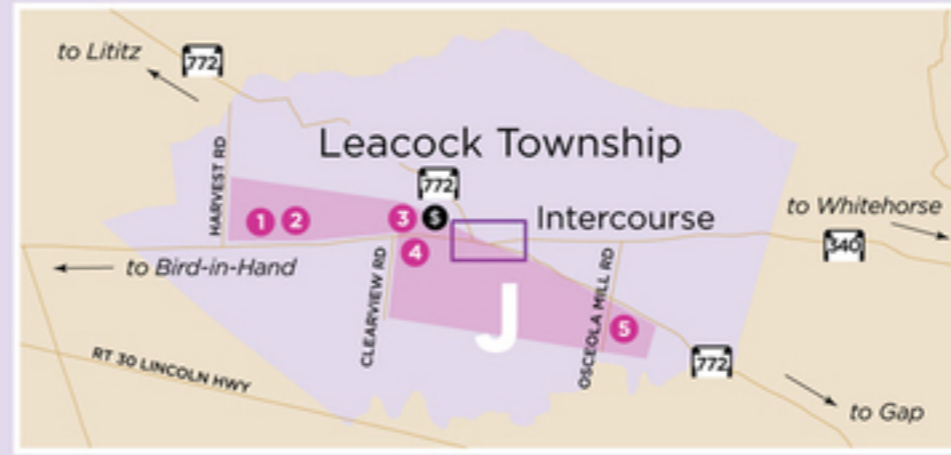 to Lititz
772
HARVEST RD
Leacock Township
772
1
2
3
$
4
Intercourse
to Whitehorse
340
to Bird-in-Hand
CLEARVIEW RD
J
OSCEOLA MILL RD
5
RT 30 LINCOLN HWY
772
to Gap